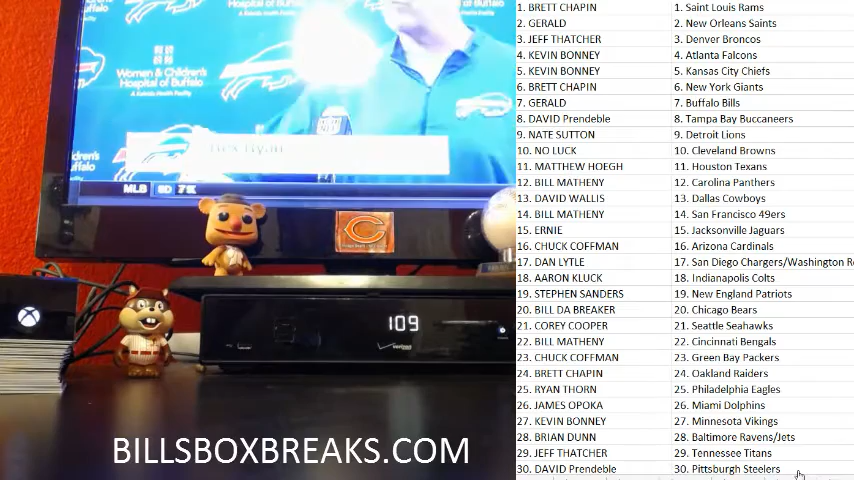 Women & Children's
Hospital of Buffalo
A Kaleida Health Facility
Rex Ryan
MLB
109
verizon
BILLSBOXBREAKS.COM
1. BRETT CHAPIN 1. Saint Louis Rams
2. GERALD 2. New Orleans Saints
3. JEFF THATCHER 3. Denver Broncos
4. KEVIN BONNEY 4. Atlanta Falcons
5. KEVIN BONNEY 5. Kansas City Chiefs
6. BRETT CHAPIN 6. New York Giants
7. GERALD 7. Buffalo Bills
8. DAVID Prendeble 8. Tampa Bay Buccaneers
9. NATE SUTTON 9. Detroit Lions
10. NO LUCK 10. Cleveland Browns
11. MATTHEW HOEGH 11. Houston Texans
12. BILL MATHENY 12. Carolina Panthers
13. DAVID WALLIS 13. Dallas Cowboys
14. BILL MATHENY 14. San Francisco 49ers
15. ERNIE 15. Jacksonville Jaguars
16. CHUCK COFFMAN 16. Arizona Cardinals
17. DAN LYTLE 17. San Diego Chargers/Washington R
18. AARON KLUCK 18. Indianapolis Colts
19. STEPHEN SANDERS 19. New England Patriots
20. BILL DA BREAKER 20. Chicago Bears
21. COREY COOPER 21. Seattle Seahawks
22. BILL MATHENY 22. Cincinnati Bengals
23. CHUCK COFFMAN 23. Green Bay Packers
24. BRETT CHAPIN 24. Oakland Raiders
25. RYAN THORN 25. Philadelphia Eagles
26. JAMES OPOKA 26. Miami Dolphins
27. KEVIN BONNEY 27. Minnesota Vikings
28. BRIAN DUNN 28. Baltimore Ravens/Jets
29. JEFF THATCHER 29. Tennessee Titans
30. DAVID Prendeble 30. Pittsburgh Steelers